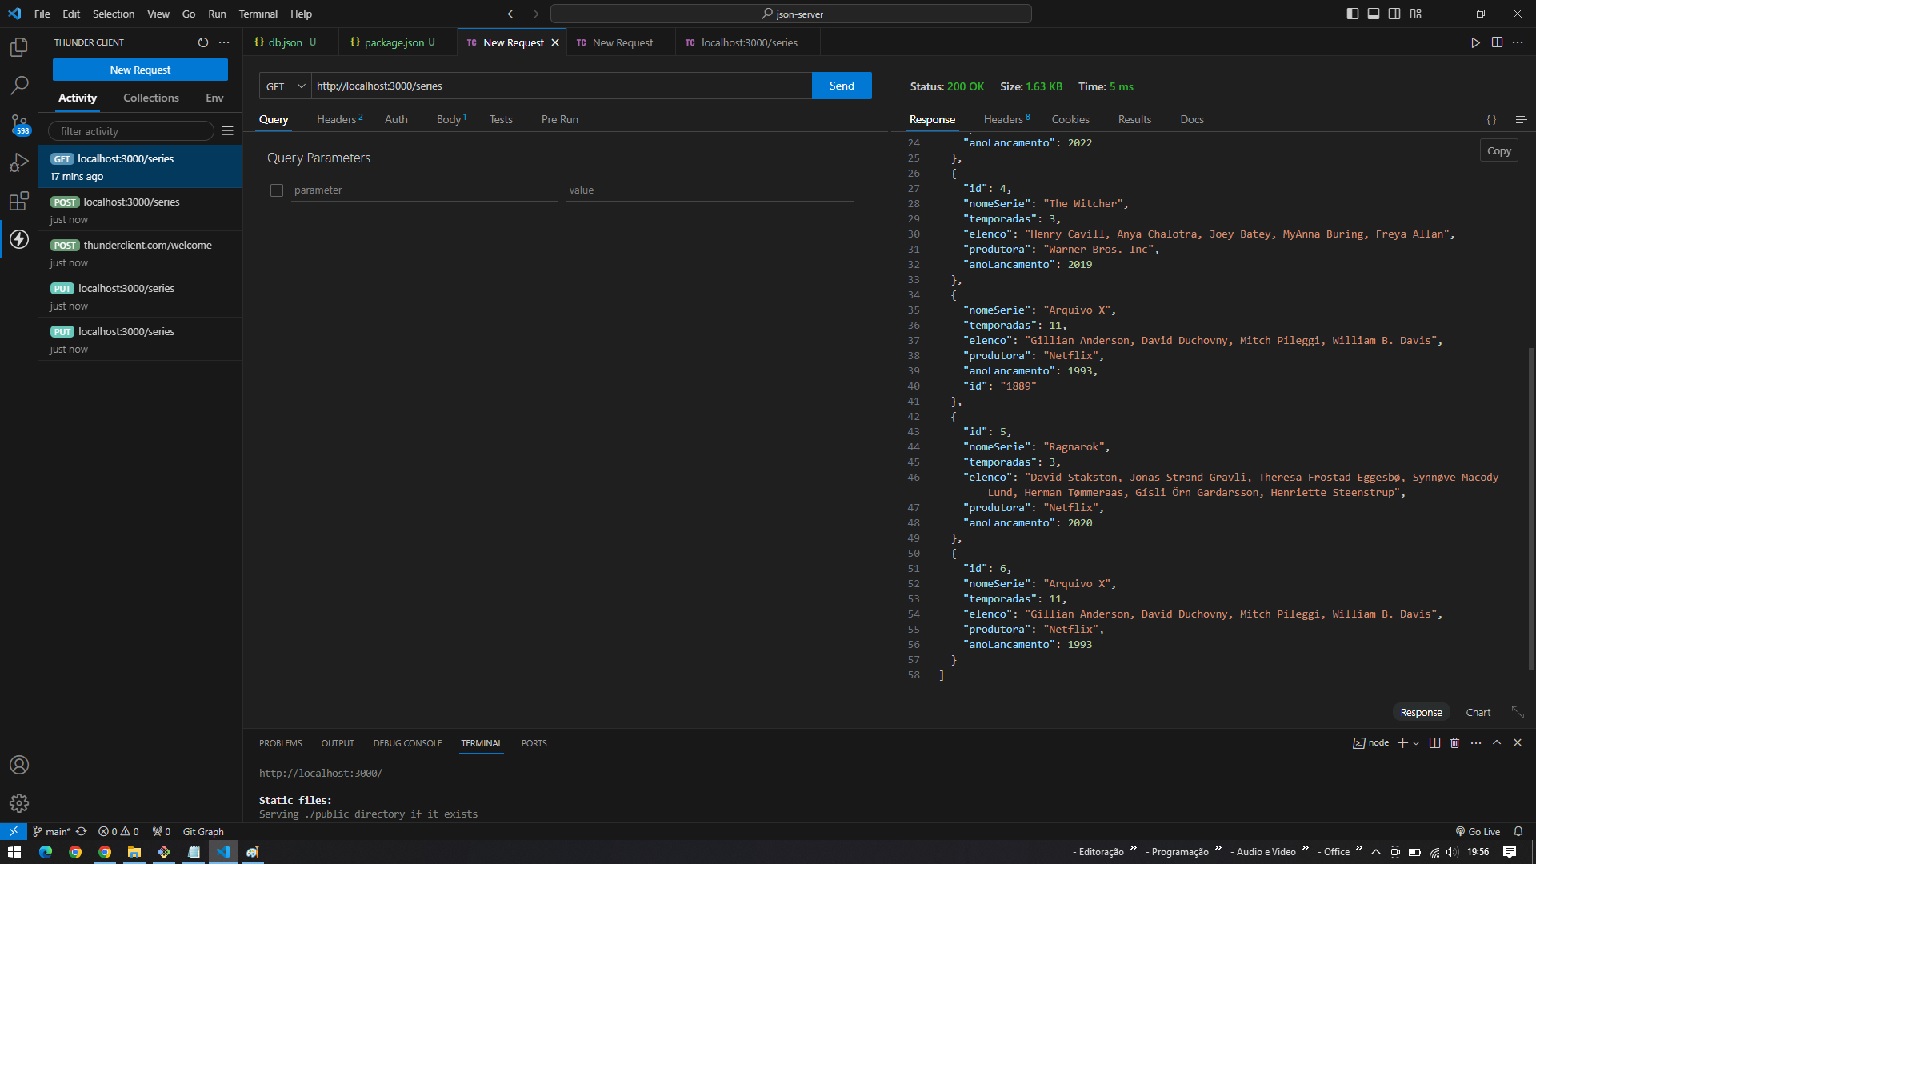 File Edit Selection View Go Run Terminal Help
json-server
THUNDER CLIENT
New Request
Activity Collections Env
filter activity
598
GET localhost:3000/series
17 mins ago
POST localhost:3000/series
just now
POST thunderclient.com/welcome
just now
PUT localhost:3000/series
just now
PUT localhost:3000/series
just now
{} db.json U
{} package.json U
TC New Request
TC New Request
TC localhost:3000/series
GET http://localhost:3000/series Send
Query Headers 2 Auth Body 1 Tests Pre Run
Query Parameters
parameter value
Status: 200 OK Size: 1.63 KB Time: 5 ms
Response Headers 8 Cookies Results Docs {}
Copy
24 "anoLancamento": 2022
25 },
26 {
27 "id": 4,
28 "nomeSerie": "The Witcher",
29 "temporadas": 3,
30 "elenco": "Henry Cavill, Anya Chalotra, Joey Batey, MyAnna Buring, Freya Allan",
31 "produtora": "Warner Bros. Inc",
32 "anoLancamento": 2019
33 },
34 {
35 "nomeSerie": "Arquivo X",
36 "temporadas": 11,
37 "elenco": "Gillian Anderson, David Duchovny, Mitch Pileggi, William B. Davis",
38 "produtora": "Netflix",
39 "anoLancamento": 1993,
40 "id": "1889"
41 },
42 {
43 "id": 5,
44 "nomeSerie": "Ragnarok",
45 "temporadas": 3,
46 "elenco": "David Stakston, Jonas Strand Gravli, Theresa Frostad Eggesbø, Synnøve Macody
Lund, Herman Tømmeraas, Gísli Örn Garðarsson, Henriette Steenstrup",
47 "produtora": "Netflix",
48 "anoLancamento": 2020
49 },
50 {
51 "id": 6,
52 "nomeSerie": "Arquivo X",
53 "temporadas": 11,
54 "elenco": "Gillian Anderson, David Duchovny, Mitch Pileggi, William B. Davis",
55 "produtora": "Netflix",
56 "anoLancamento": 1993
57 }
58 ]
Response Chart
PROBLEMS OUTPUT DEBUG CONSOLE TERMINAL PORTS
node
http://localhost:3000/
Static files:
Serving ./public directory if it exists
main* 0 0 0 Git Graph
Go Live
- Editoração » - Programação » - Audio e Video » - Office » 19:56